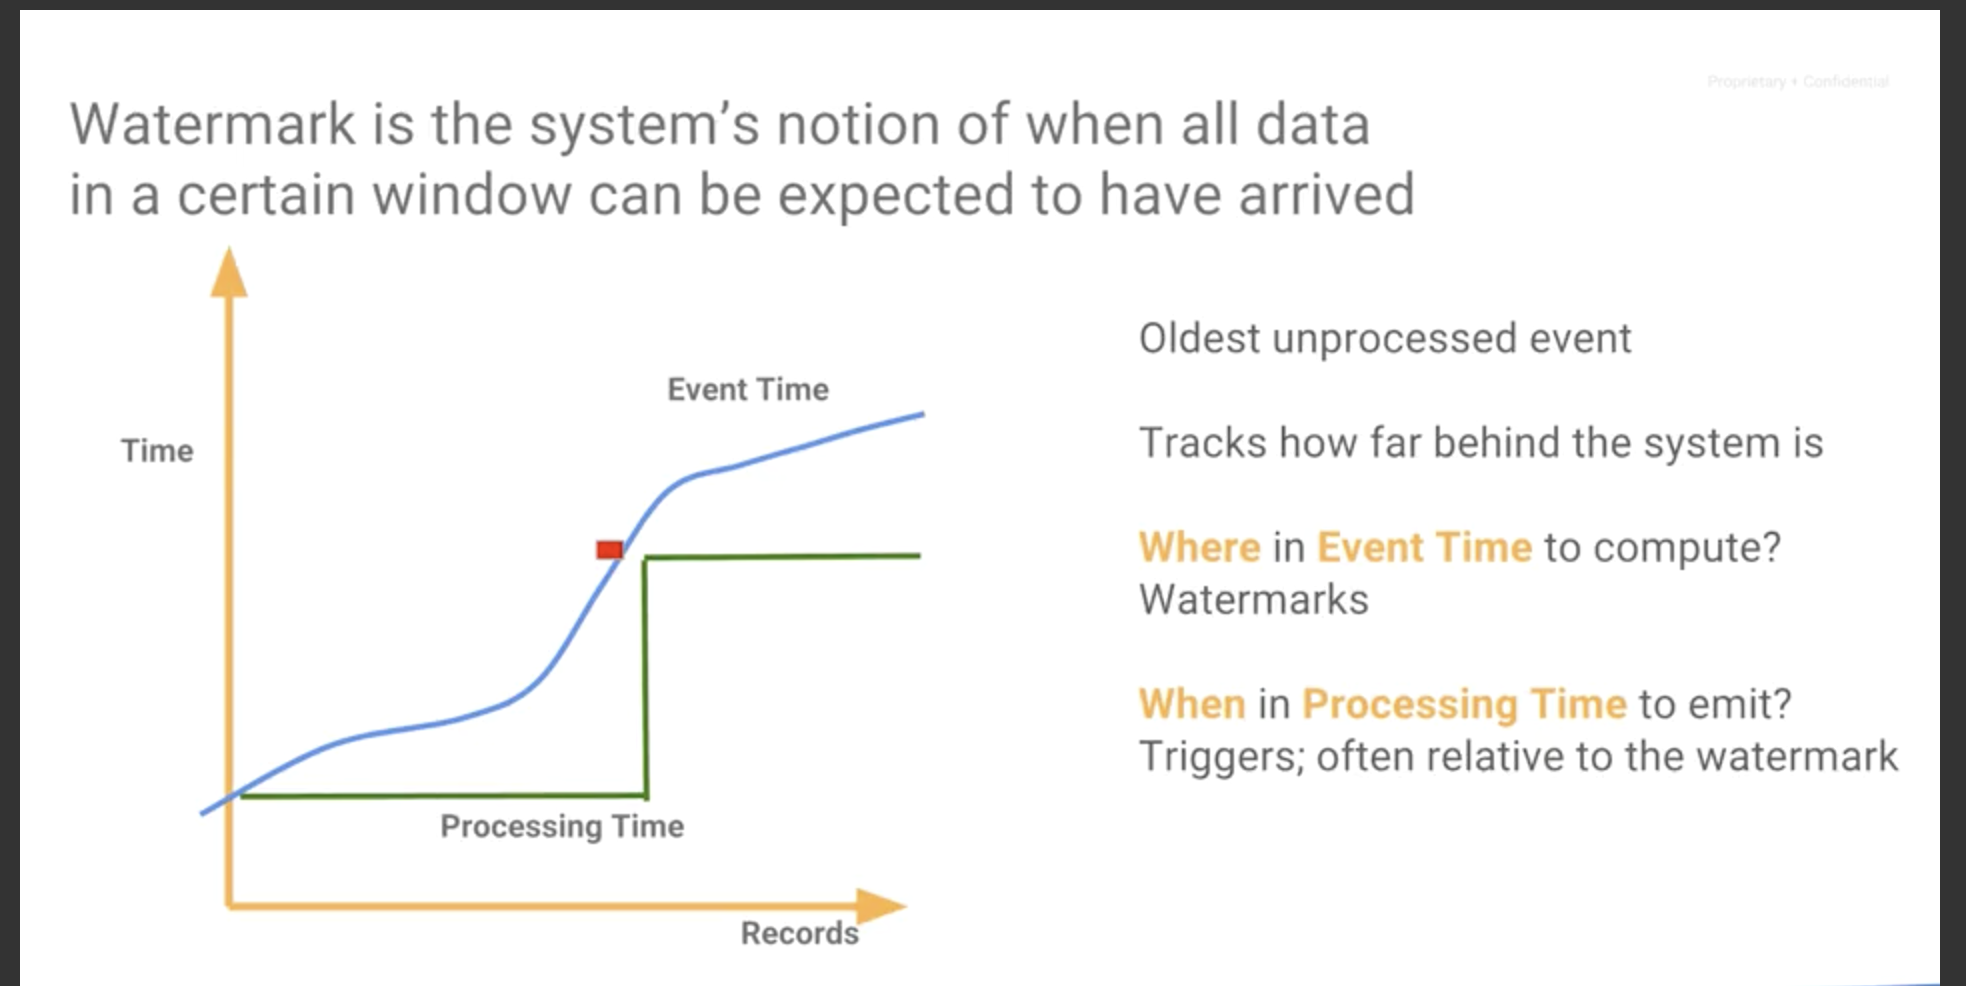 Proprietary + Confidential
Watermark is the system’s notion of when all data
in a certain window can be expected to have arrived
Event Time
Time
Processing Time
Records
Oldest unprocessed event
Tracks how far behind the system is
Where in Event Time to compute?
Watermarks
When in Processing Time to emit?
Triggers; often relative to the watermark